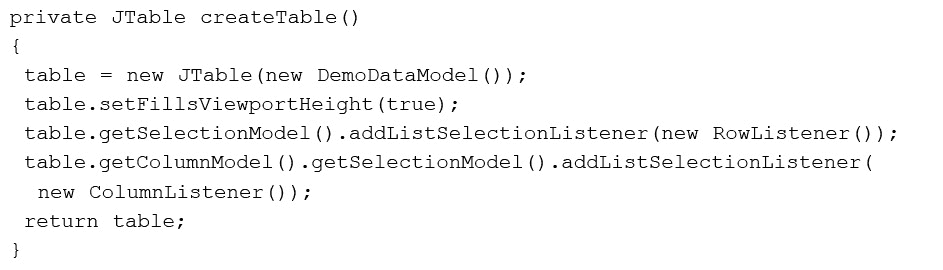 private JTable createTable()
{
table = new JTable(new DemoDataModel());
table.setFillsViewportHeight(true);
table.getSelectionModel().addListSelectionListener(new RowListener());
table.getColumnModel().getSelectionModel().addListSelectionListener(
new ColumnListener());
return table;
}